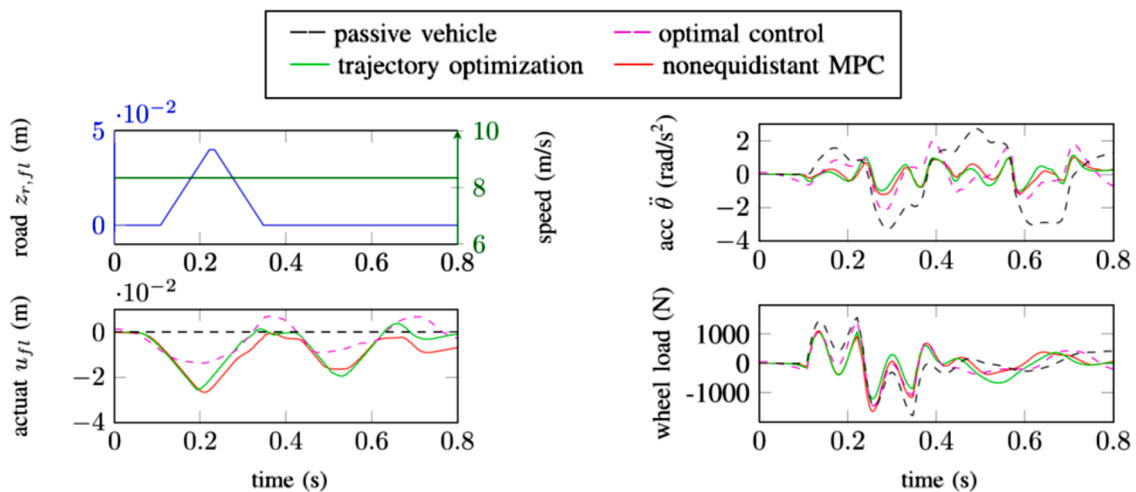 passive vehicle
optimal control
trajectory optimization
nonequidistant MPC
·10⁻²
road z_{r,fl} (m)
5
0
10
8
6
speed (m/s)
0 0.2 0.4 0.6 0.8
acc θ̈ (rad/s²)
2
0
−2
−4
0 0.2 0.4 0.6 0.8
·10⁻²
actuat u_{fl} (m)
0
−2
−4
0 0.2 0.4 0.6 0.8
time (s)
wheel load (N)
1000
0
-1000
0 0.2 0.4 0.6 0.8
time (s)